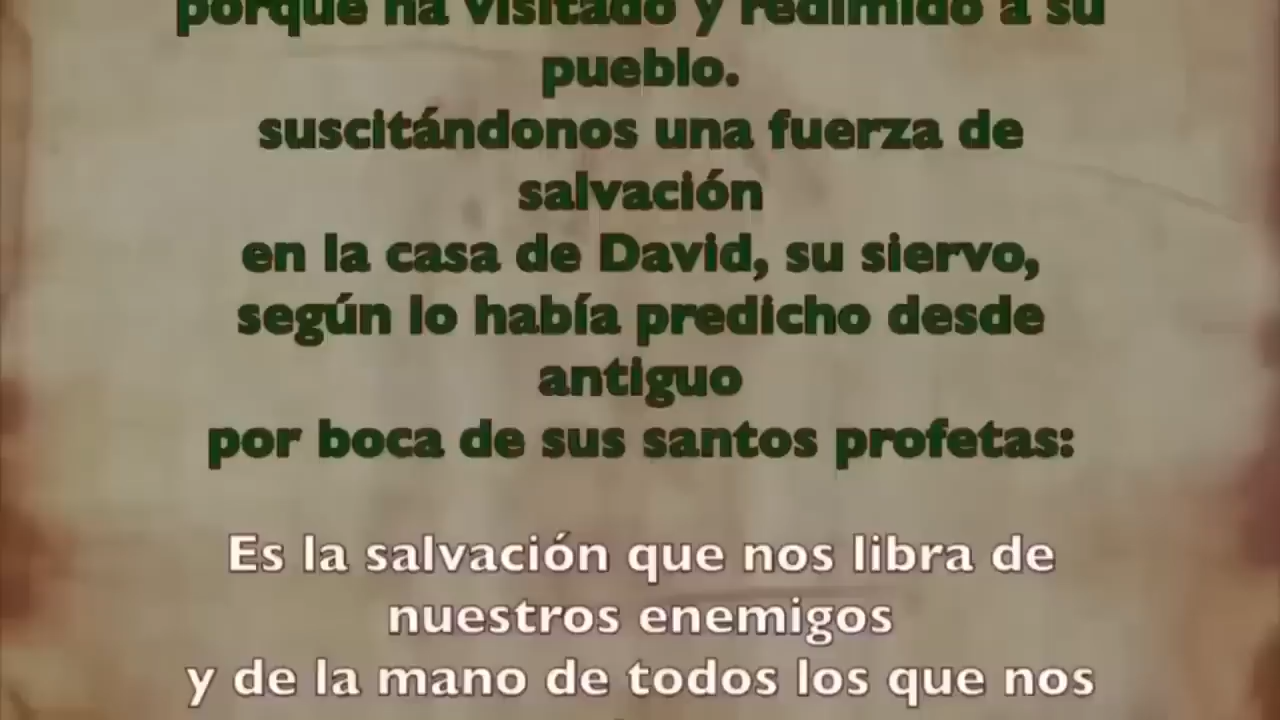 porque ha visitado y redimido a su
pueblo.
suscitándonos una fuerza de
salvación
en la casa de David, su siervo,
según lo había predicho desde
antiguo
por boca de sus santos profetas:
Es la salvación que nos libra de
nuestros enemigos
y de la mano de todos los que nos